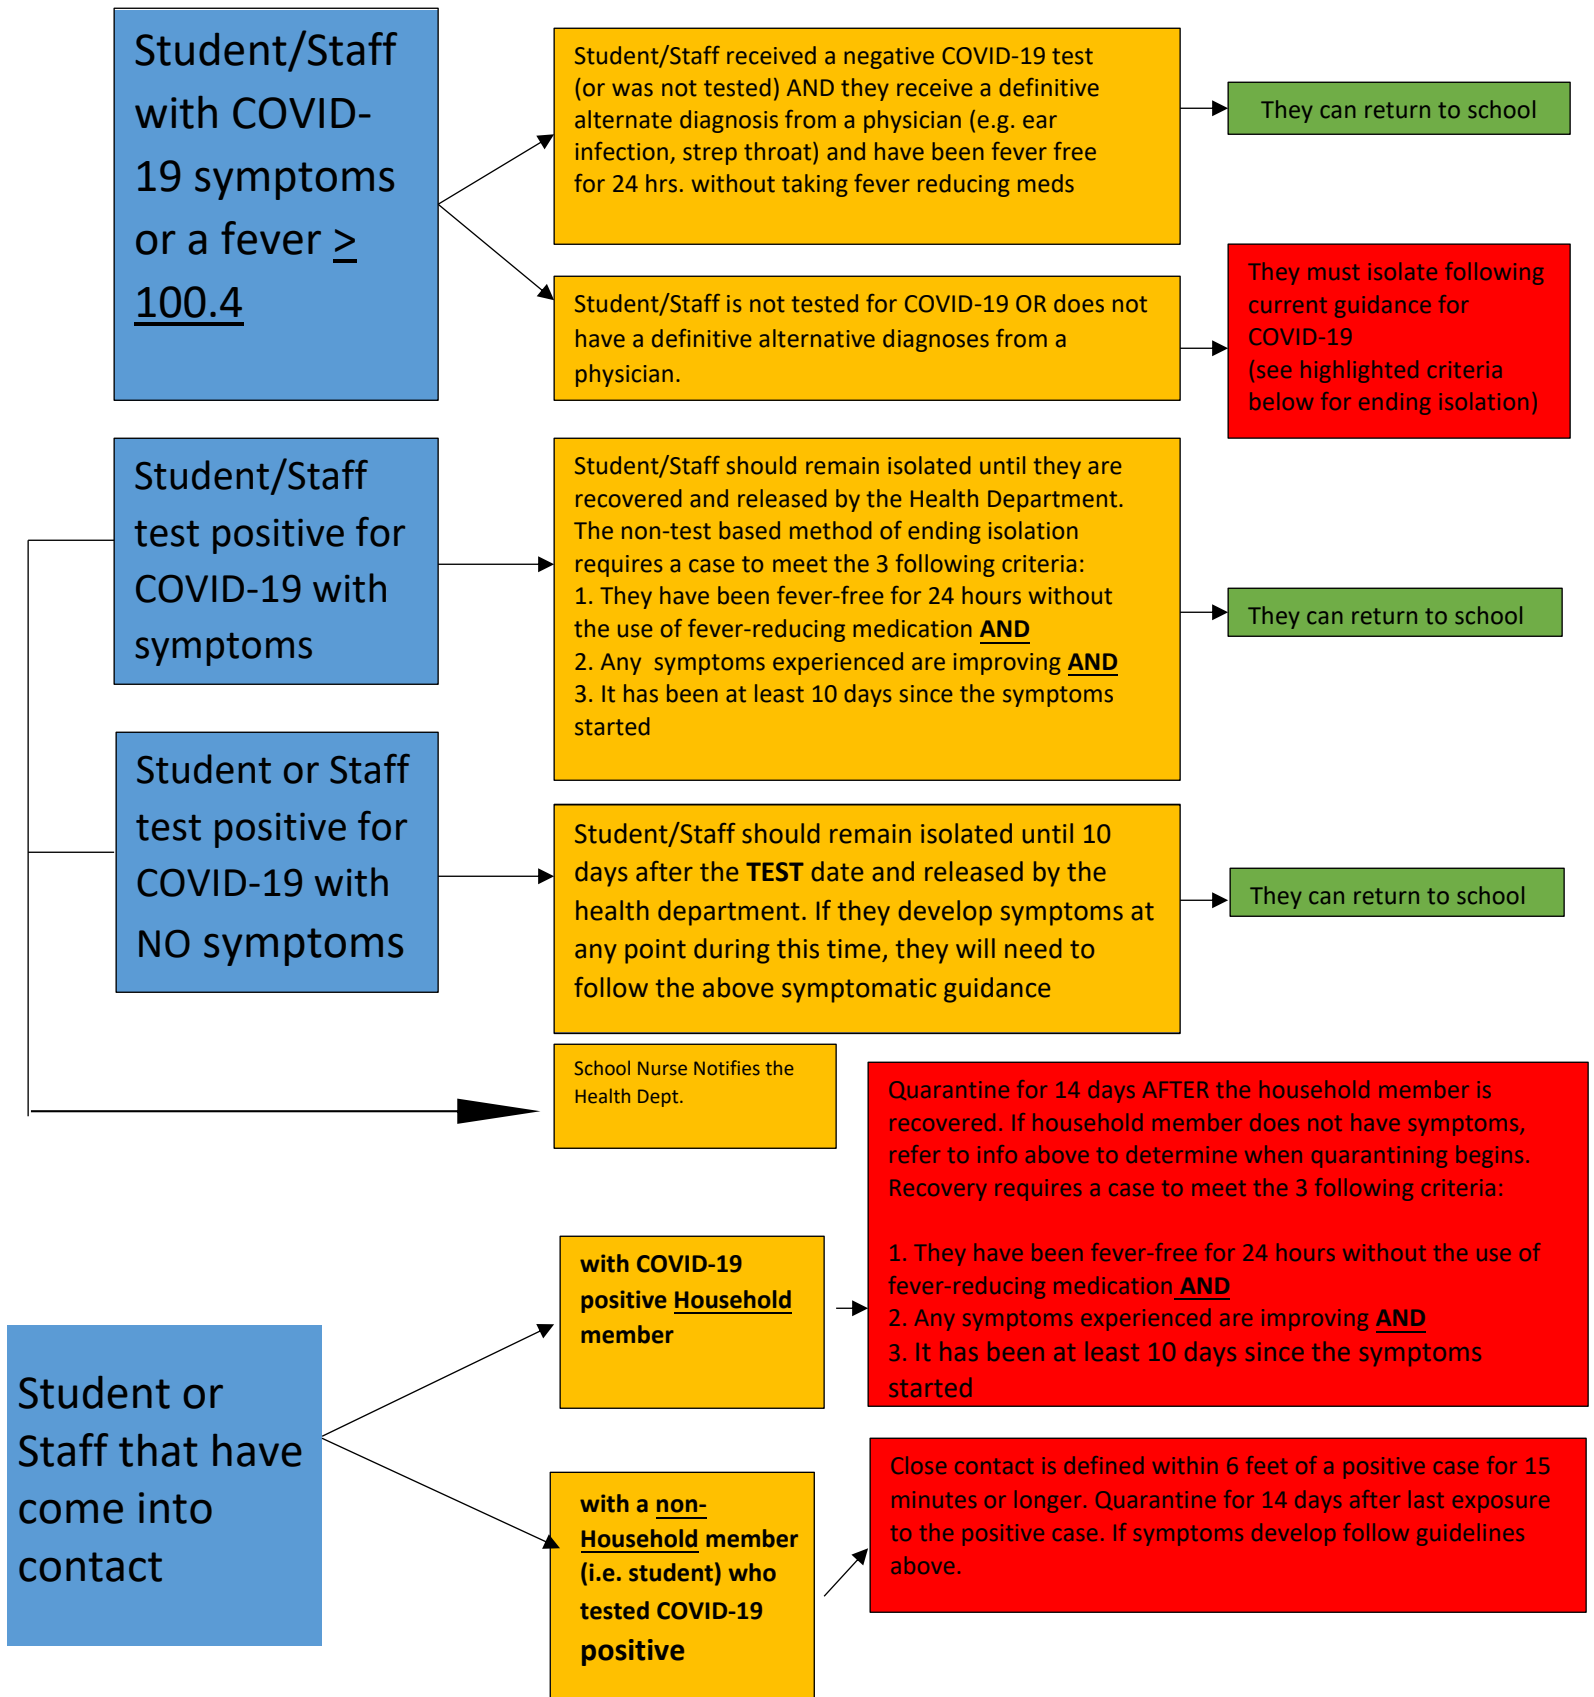 Student/Staff
with COVID-
19 symptoms
or a fever >
100.4
Student/Staff received a negative COVID-19 test
(or was not tested) AND they receive a definitive
alternate diagnosis from a physician (e.g. ear
infection, strep throat) and have been fever free
for 24 hrs. without taking fever reducing meds
They can return to school
Student/Staff is not tested for COVID-19 OR does not
have a definitive alternative diagnoses from a
physician.
They must isolate following
current guidance for
COVID-19
(see highlighted criteria
below for ending isolation)
Student/Staff
test positive for
COVID-19 with
symptoms
Student/Staff should remain isolated until they are
recovered and released by the Health Department.
The non-test based method of ending isolation
requires a case to meet the 3 following criteria:
1. They have been fever-free for 24 hours without
the use of fever-reducing medication AND
2. Any  symptoms experienced are improving AND
3. It has been at least 10 days since the symptoms
started
They can return to school
Student or Staff
test positive for
COVID-19 with
NO symptoms
Student/Staff should remain isolated until 10
days after the TEST date and released by the
health department. If they develop symptoms at
any point during this time, they will need to
follow the above symptomatic guidance
They can return to school
School Nurse Notifies the
Health Dept.
Student or
Staff that have
come into
contact
with COVID-19
positive Household
member
Quarantine for 14 days AFTER the household member is
recovered. If household member does not have symptoms,
refer to info above to determine when quarantining begins.
Recovery requires a case to meet the 3 following criteria:
1. They have been fever-free for 24 hours without the use of
fever-reducing medication AND
2. Any symptoms experienced are improving AND
3. It has been at least 10 days since the symptoms
started
with a non-
Household member
(i.e. student) who
tested COVID-19
positive
Close contact is defined within 6 feet of a positive case for 15
minutes or longer. Quarantine for 14 days after last exposure
to the positive case. If symptoms develop follow guidelines
above.